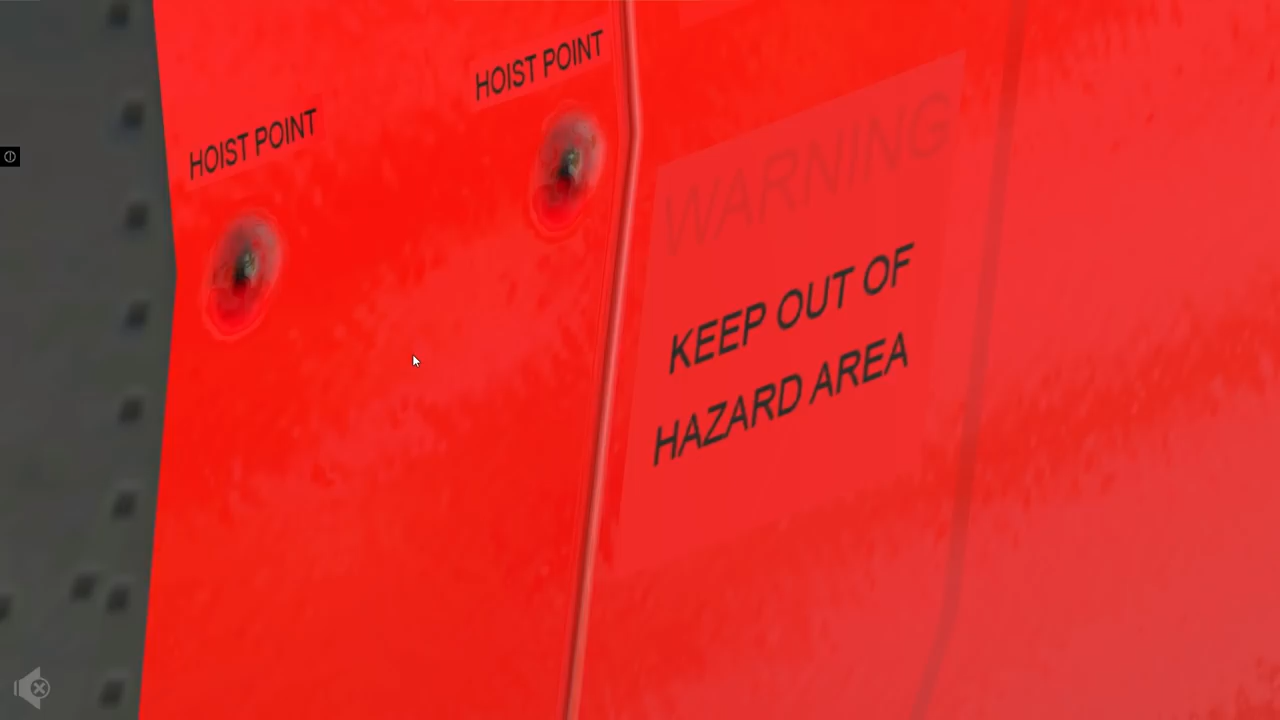 HOIST POINT
HOIST POINT
WARNING
KEEP OUT OF
HAZARD AREA